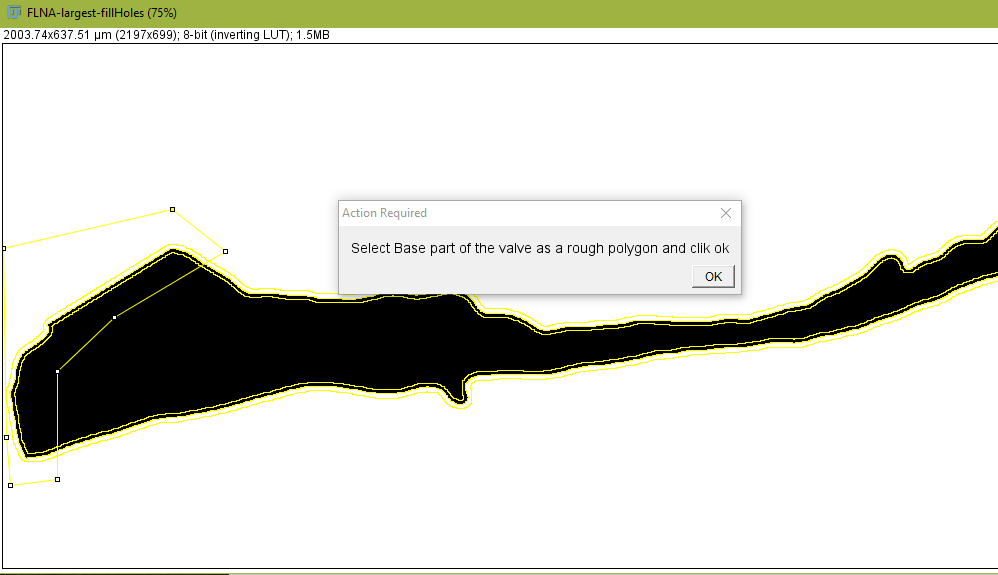 FLNA-largest-fillHoles (75%)
2003.74x637.51 µm (2197x699); 8-bit (inverting LUT); 1.5MB
Action Required
Select Base part of the valve as a rough polygon and clik ok
OK